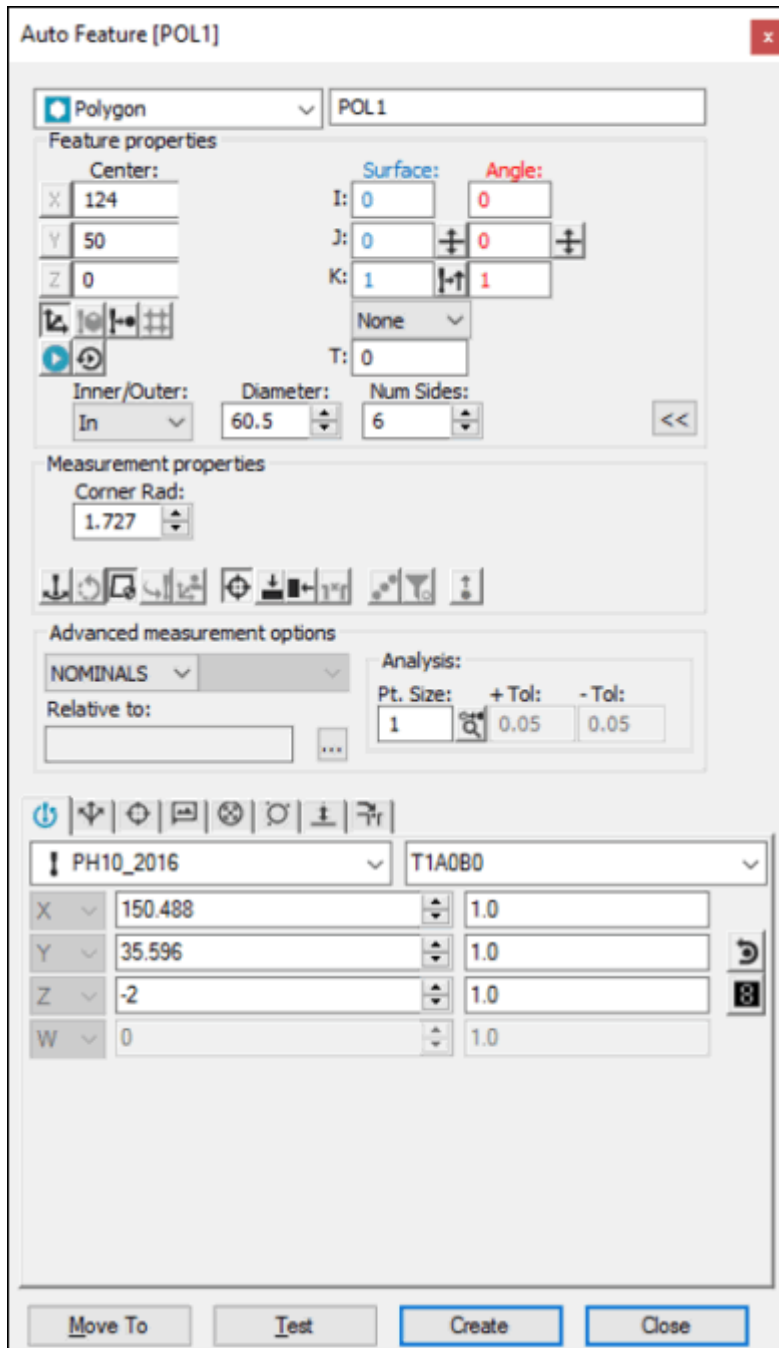 Auto Feature [POL1]
x
Polygon POL1
Feature properties
Center: Surface: Angle:
X 124 I: 0 0
Y 50 J: 0 0
Z 0 K: 1 1
None
T: 0
Inner/Outer: Diameter: Num Sides:
In 60.5 6 <<
Measurement properties
Corner Rad:
1.727
Advanced measurement options
NOMINALS Analysis:
Pt. Size: + Tol: - Tol:
Relative to: 1 0.05 0.05
...
PH10_2016 T1A0B0
X 150.488 1.0
Y 35.596 1.0
Z -2 1.0
W 0 1.0
Move To Test Create Close